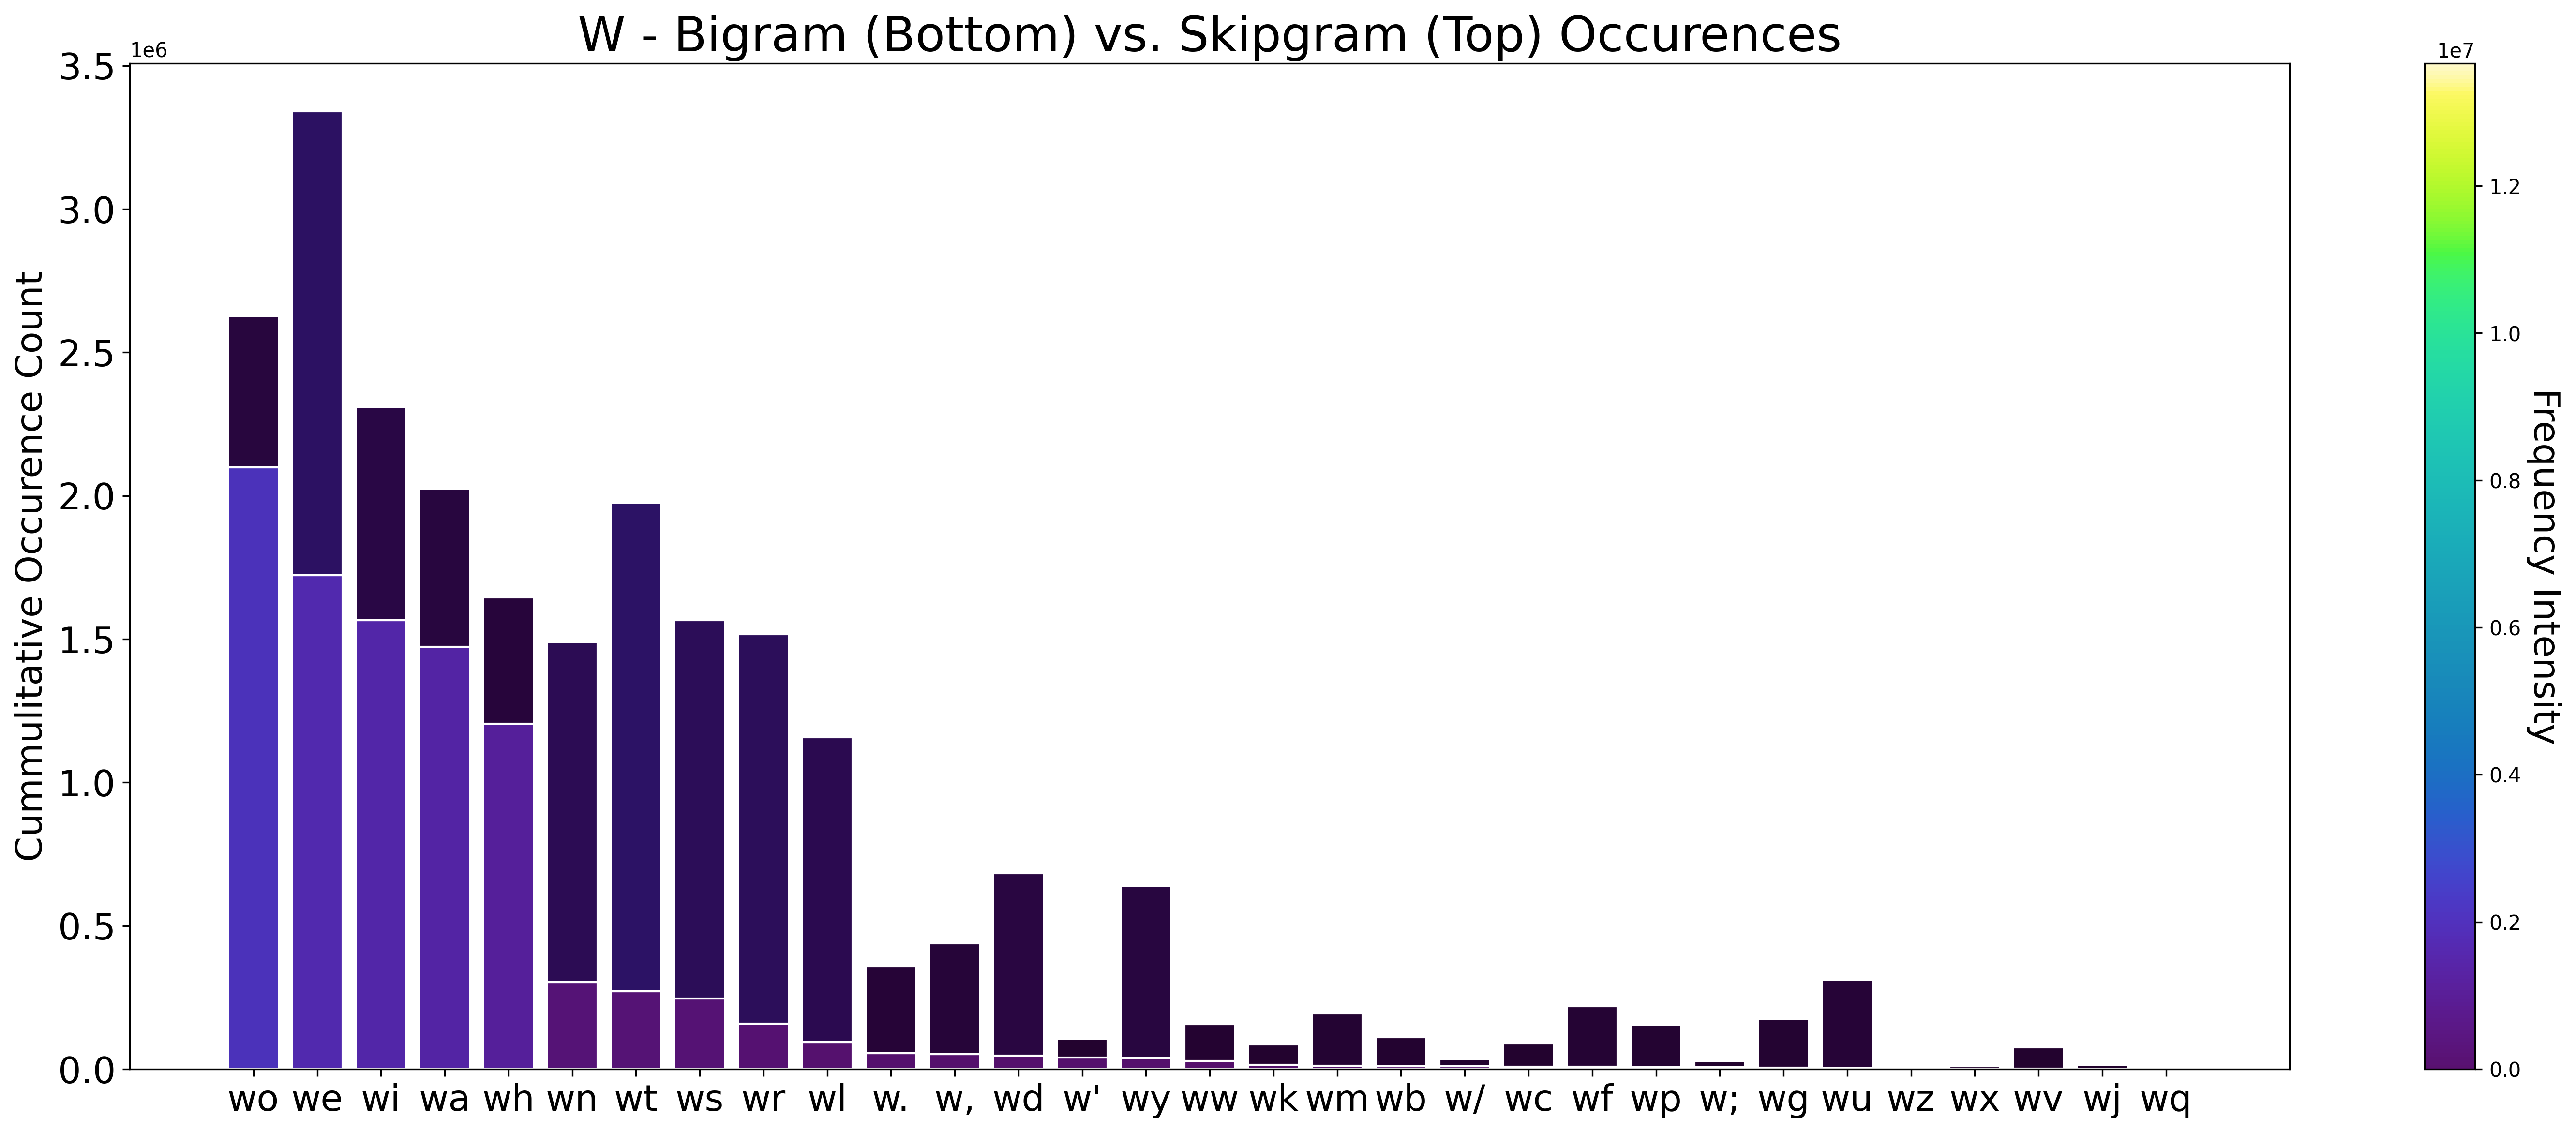 W - Bigram (Bottom) vs. Skipgram (Top) Occurences
1e6
3.5
3.0
2.5
2.0
1.5
1.0
0.5
0.0
Cummulitative Occurence Count
wo we wi wa wh wn wt ws wr wl w. w, wd w' wy ww wk wm wb w/ wc wf wp w; wg wu wz wx wv wj wq
1e7
1.2
1.0
0.8
0.6
0.4
0.2
0.0
Frequency Intensity